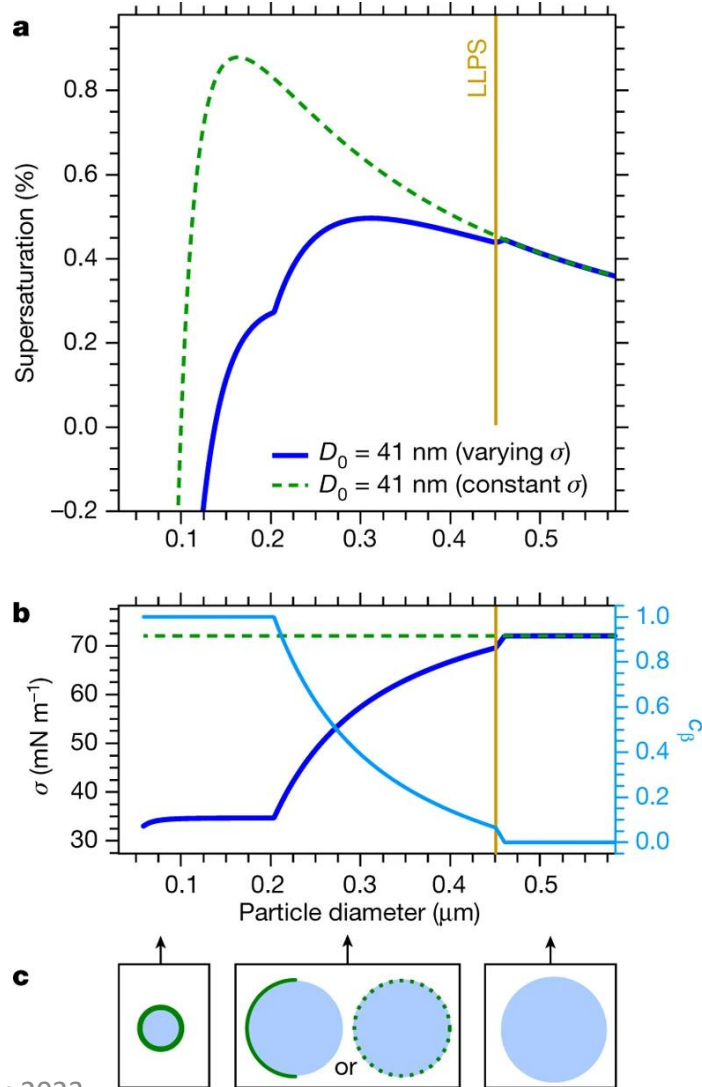 a
Supersaturation (%)
0.8
0.6
0.4
0.2
0.0
−0.2
LLPS
D₀ = 41 nm (varying σ)
D₀ = 41 nm (constant σ)
0.1 0.2 0.3 0.4 0.5
b
σ (mN m⁻¹)
70
60
50
40
30
1.0
0.8
0.6
0.4
0.2
0.0
cβ
0.1 0.2 0.3 0.4 0.5
Particle diameter (μm)
c
or